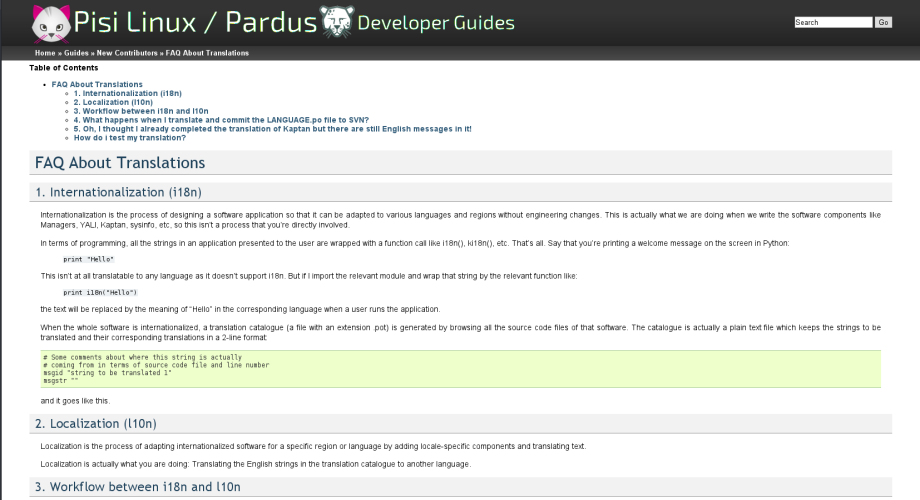 Pisi Linux / Pardus Developer Guides
Search Go
Home » Guides » New Contributors » FAQ About Translations
Table of Contents
• FAQ About Translations
◦ 1. Internationalization (i18n)
◦ 2. Localization (l10n)
◦ 3. Workflow between i18n and l10n
◦ 4. What happens when I translate and commit the LANGUAGE.po file to SVN?
◦ 5. Oh, I thought I already completed the translation of Kaptan but there are still English messages in it!
◦ How do i test my translation?
FAQ About Translations
1. Internationalization (i18n)
Internationalization is the process of designing a software application so that it can be adapted to various languages and regions without engineering changes. This is actually what we are doing when we write the software components like
Managers, YALI, Kaptan, sysinfo, etc, so this isn't a process that you're directly involved.
In terms of programming, all the strings in an application presented to the user are wrapped with a function call like i18n(), ki18n(), etc. That's all. Say that you're printing a welcome message on the screen in Python:
print "Hello"
This isn't at all translatable to any language as it doesn't support i18n. But if I import the relevant module and wrap that string by the relevant function like:
print i18n("Hello")
the text will be replaced by the meaning of "Hello" in the corresponding language when a user runs the application.
When the whole software is internationalized, a translation catalogue (a file with an extension .pot) is generated by browsing all the source code files of that software. The catalogue is actually a plain text file which keeps the strings to be
translated and their corresponding translations in a 2-line format:
# Some comments about where this string is actually
# coming from in terms of source code file and line number
msgid "string to be translated 1"
msgstr ""
and it goes like this.
2. Localization (l10n)
Localization is the process of adapting internationalized software for a specific region or language by adding locale-specific components and translating text.
Localization is actually what you are doing: Translating the English strings in the translation catalogue to another language.
3. Workflow between i18n and l10n